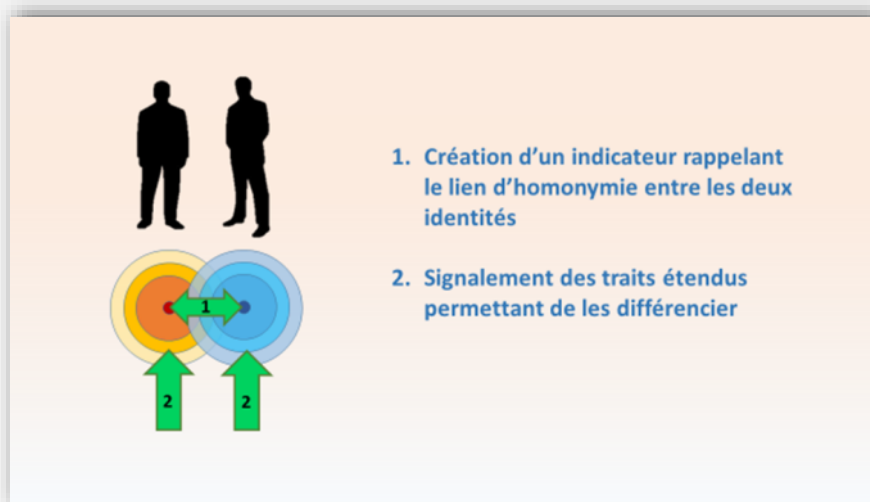 1. Création d'un indicateur rappelant
le lien d'homonymie entre les deux
identités
2. Signalement des traits étendus
permettant de les différencier
1
2
2